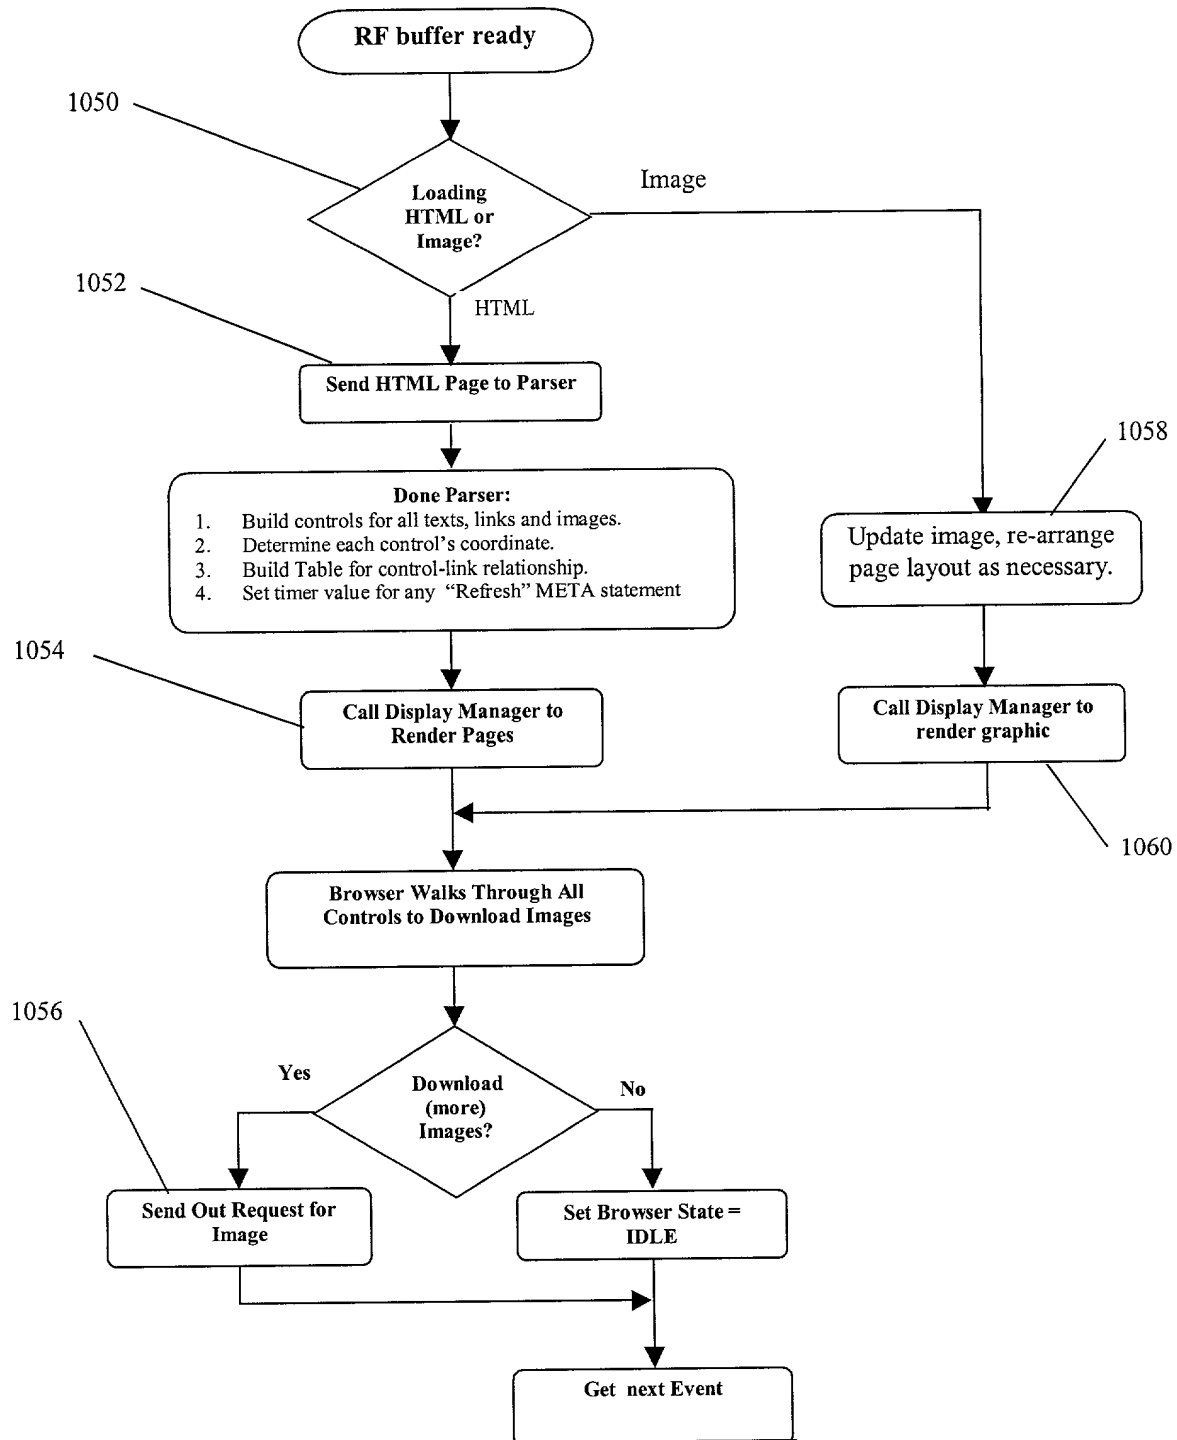 RF buffer ready
1050
Loading
HTML or
Image?
Image
1052
HTML
Send HTML Page to Parser
1058
Done Parser:
1. Build controls for all texts, links and images.
2. Determine each control's coordinate.
3. Build Table for control-link relationship.
4. Set timer value for any “Refresh” META statement
Update image, re-arrange
page layout as necessary.
1054
Call Display Manager to
Render Pages
Call Display Manager to
render graphic
1060
Browser Walks Through All
Controls to Download Images
1056
Yes
Download
(more)
Images?
No
Send Out Request for
Image
Set Browser State =
IDLE
Get next Event